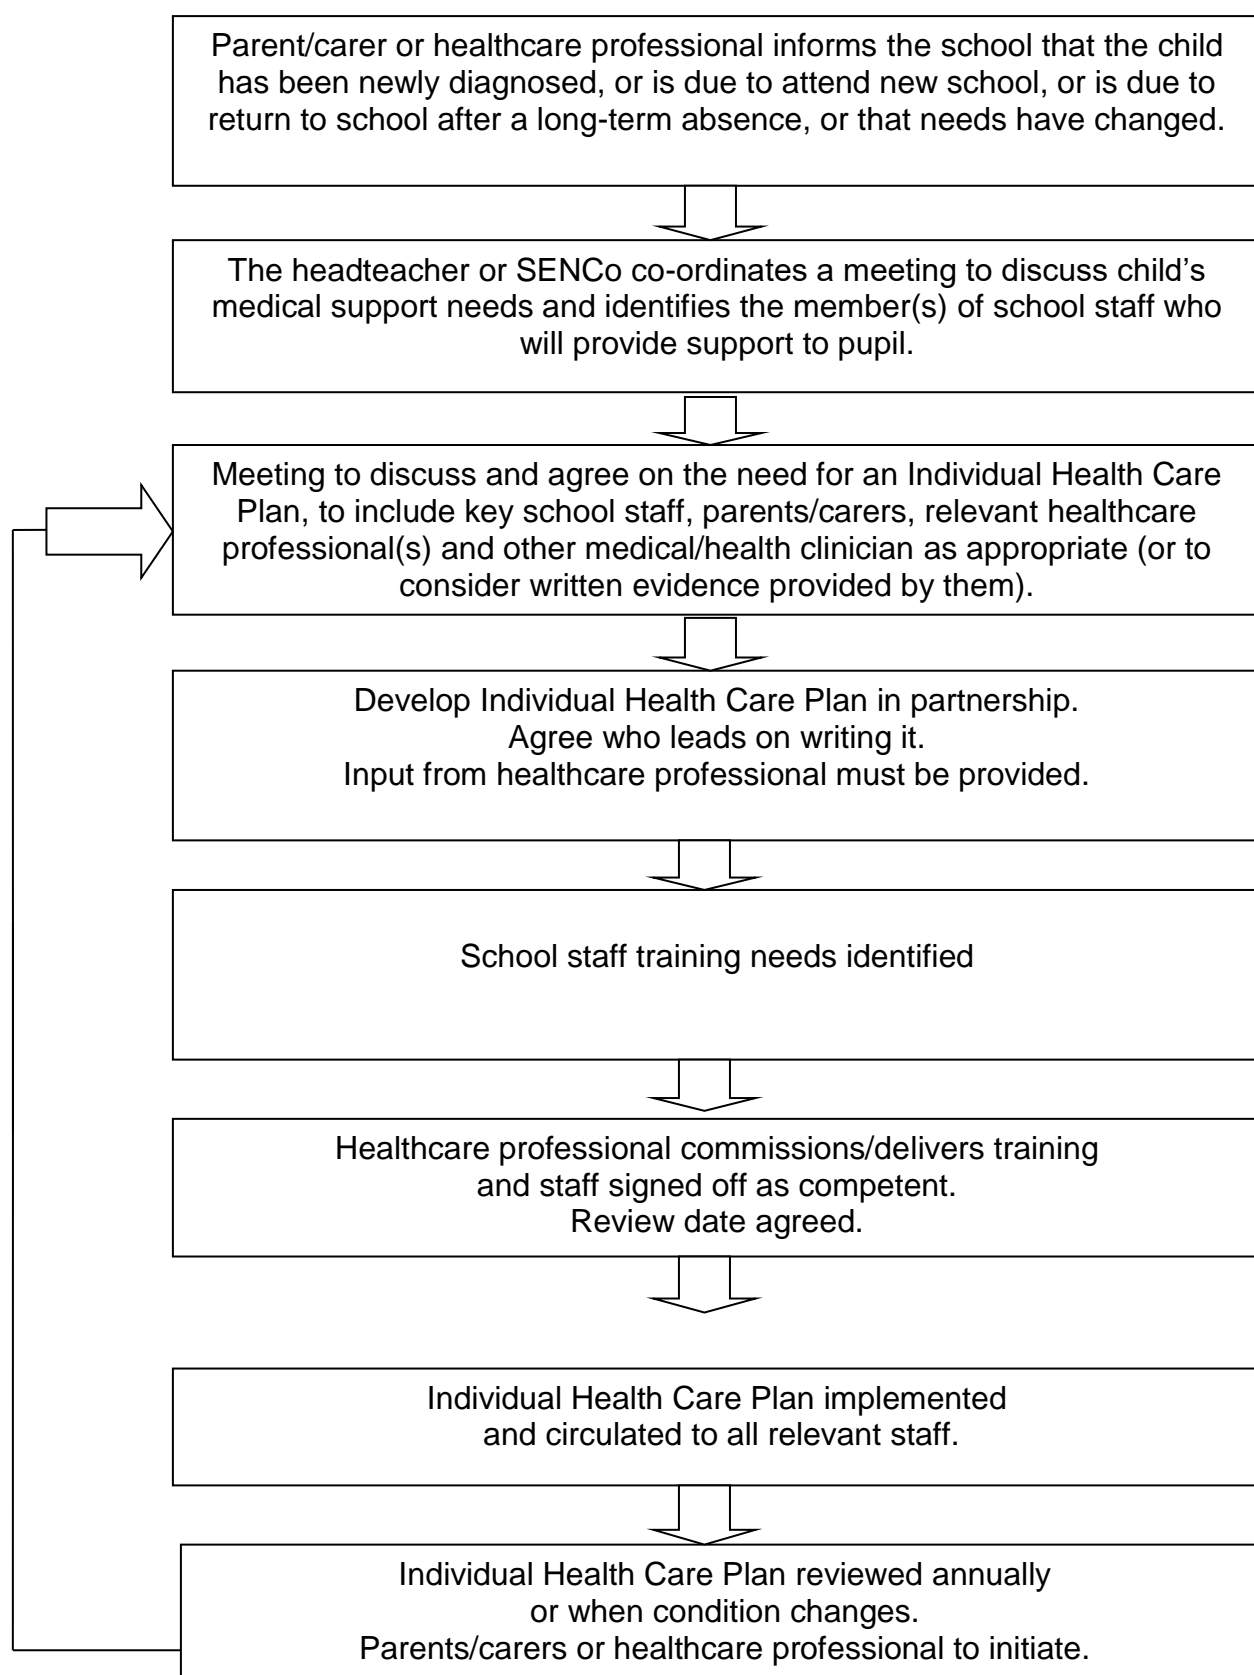 Parent/carer or healthcare professional informs the school that the child
has been newly diagnosed, or is due to attend new school, or is due to
return to school after a long-term absence, or that needs have changed.
The headteacher or SENCo co-ordinates a meeting to discuss child’s
medical support needs and identifies the member(s) of school staff who
will provide support to pupil.
Meeting to discuss and agree on the need for an Individual Health Care
Plan, to include key school staff, parents/carers, relevant healthcare
professional(s) and other medical/health clinician as appropriate (or to
consider written evidence provided by them).
Develop Individual Health Care Plan in partnership.
Agree who leads on writing it.
Input from healthcare professional must be provided.
School staff training needs identified
Healthcare professional commissions/delivers training
and staff signed off as competent.
Review date agreed.
Individual Health Care Plan implemented
and circulated to all relevant staff.
Individual Health Care Plan reviewed annually
or when condition changes.
Parents/carers or healthcare professional to initiate.